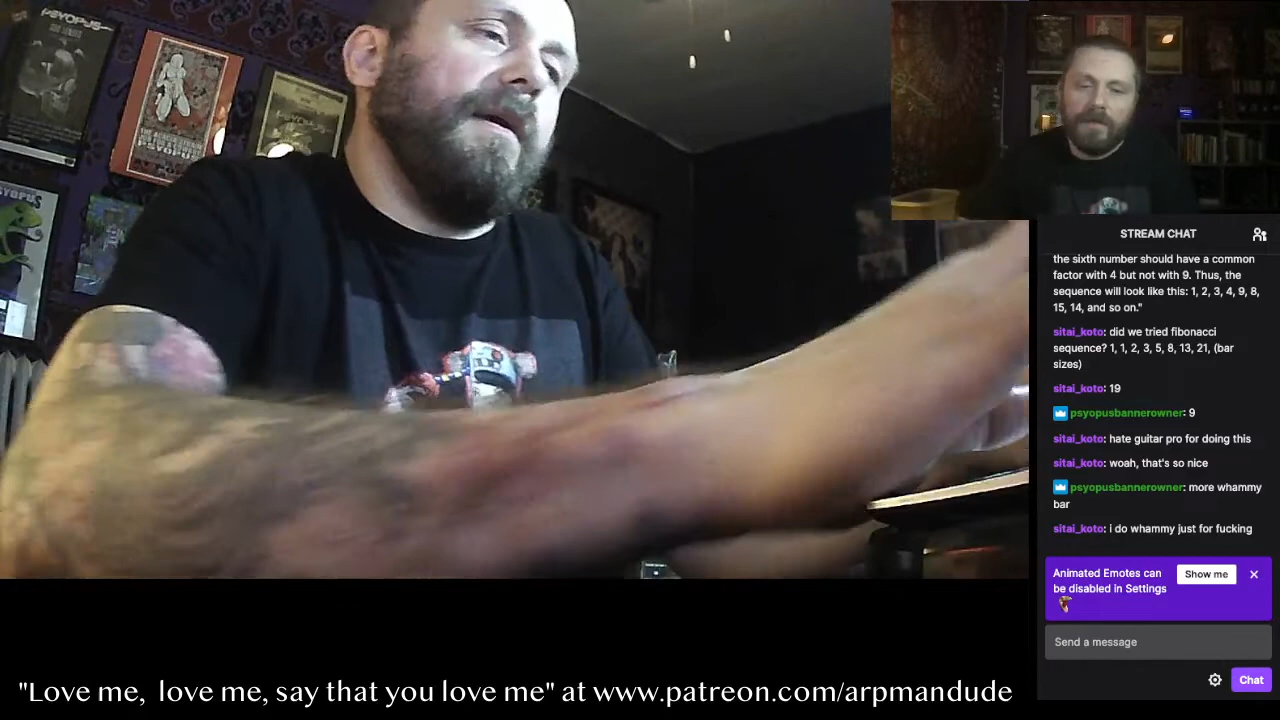 PSYOPUS
STREAM CHAT
the sixth number should have a common
factor with 4 but not with 9. Thus, the
sequence will look like this: 1, 2, 3, 4, 9, 8,
15, 14, and so on."
sitai_koto: did we tried fibonacci
sequence? 1, 1, 2, 3, 5, 8, 13, 21, (bar
sizes)
sitai_koto: 19
psyopusbannerowner: 9
sitai_koto: hate guitar pro for doing this
sitai_koto: woah, that's so nice
psyopusbannerowner: more whammy
bar
sitai_koto: i do whammy just for fucking
Animated Emotes can
be disabled in Settings
Show me
Send a message
Chat
"Love me, love me, say that you love me" at www.patreon.com/arpmandude